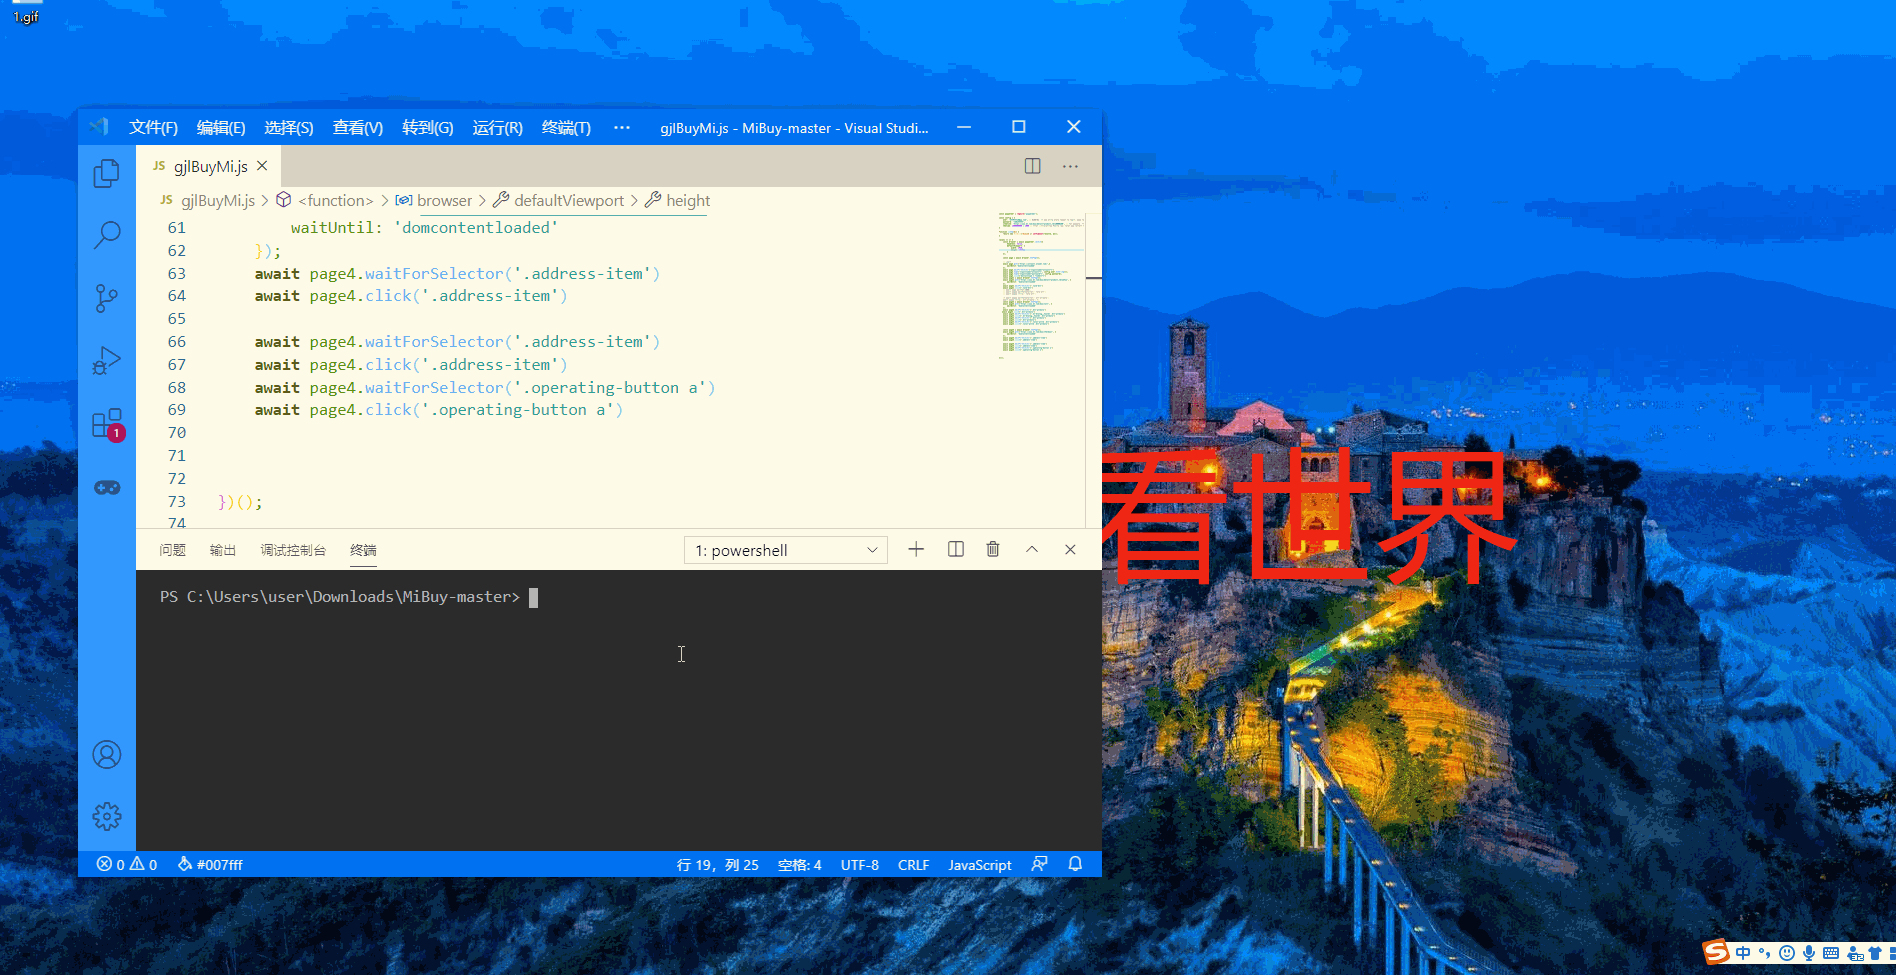 1.gif
文件(F) 编辑(E) 选择(S) 查看(V) 转到(G) 运行(R) 终端(T) ··· gjlBuyMi.js - MiBuy-master - Visual Studi...
JS gjlBuyMi.js
JS gjlBuyMi.js > <function> > browser > defaultViewport > height
61 waitUntil: 'domcontentloaded'
62 });
63 await page4.waitForSelector('.address-item')
64 await page4.click('.address-item')
65
66 await page4.waitForSelector('.address-item')
67 await page4.click('.address-item')
68 await page4.waitForSelector('.operating-button a')
69 await page4.click('.operating-button a')
70
71
72
73 })();
74
1
看世界
问题 输出 调试控制台 终端 1: powershell
PS C:\Users\user\Downloads\MiBuy-master>
0 0 #007fff 行 19，列 25 空格: 4 UTF-8 CRLF JavaScript
中